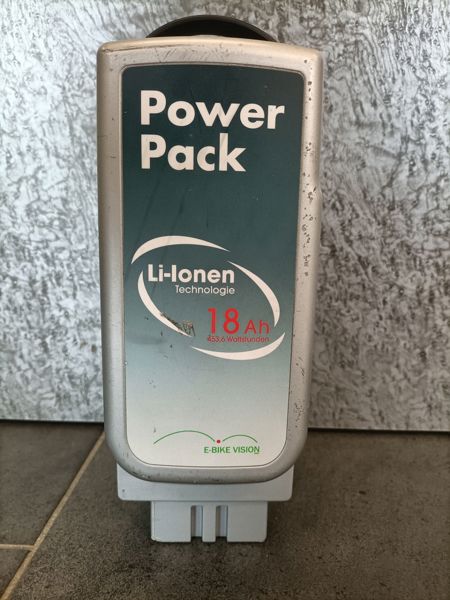 Power
Pack
Li-Ionen
Technologie
18 Ah
453,6 Wattstunden
E-BIKE VISION